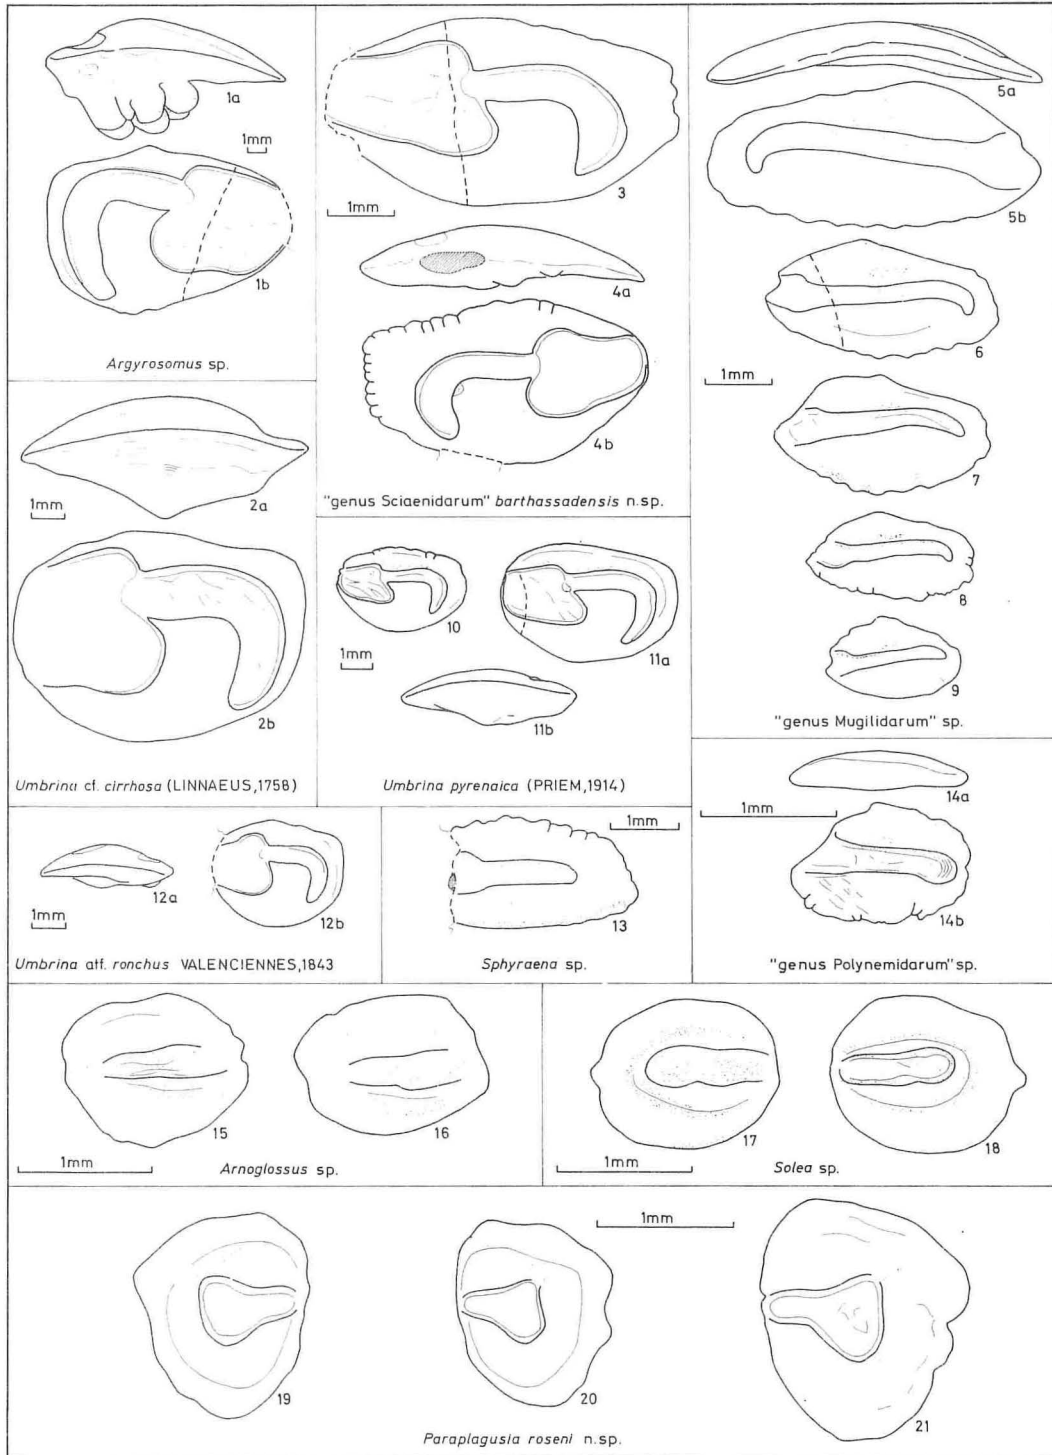 1a
1mm
1b
Argyrosomus sp.
2a
1mm
2b
Umbrina cf. cirrhosa (LINNAEUS,1758)
3
1mm
4a
4b
"genus Sciaenidarum" barthassadensis n.sp.
5a
5b
6
1mm
7
8
9
"genus Mugilidarum" sp.
10
1mm
11a
11b
Umbrina pyrenaica (PRIEM,1914)
12a
1mm
12b
Umbrina aff. ronchus VALENCIENNES,1843
1mm
13
Sphyraena sp.
14a
1mm
14b
"genus Polynemidarum" sp.
15
16
1mm
Arnoglossus sp.
17
18
1mm
Solea sp.
1mm
19
20
21
Paraplagusia roseni n.sp.